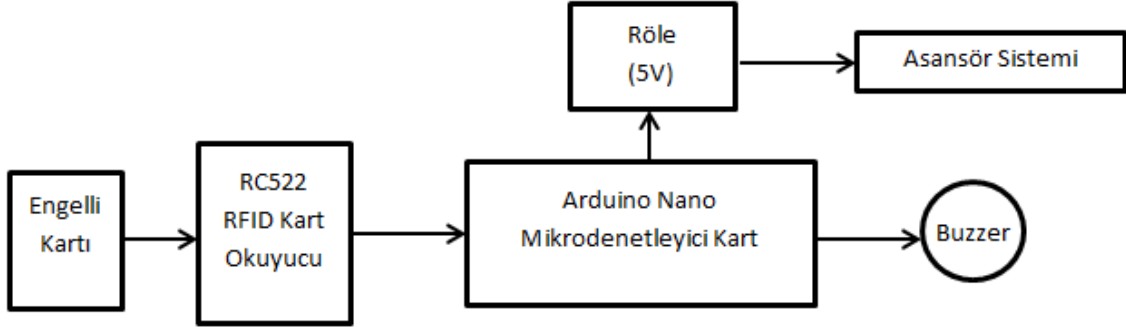 Engelli
Kartı
RC522
RFID Kart
Okuyucu
Arduino Nano
Mikrodenetleyici Kart
Röle
(5V)
Asansör Sistemi
Buzzer